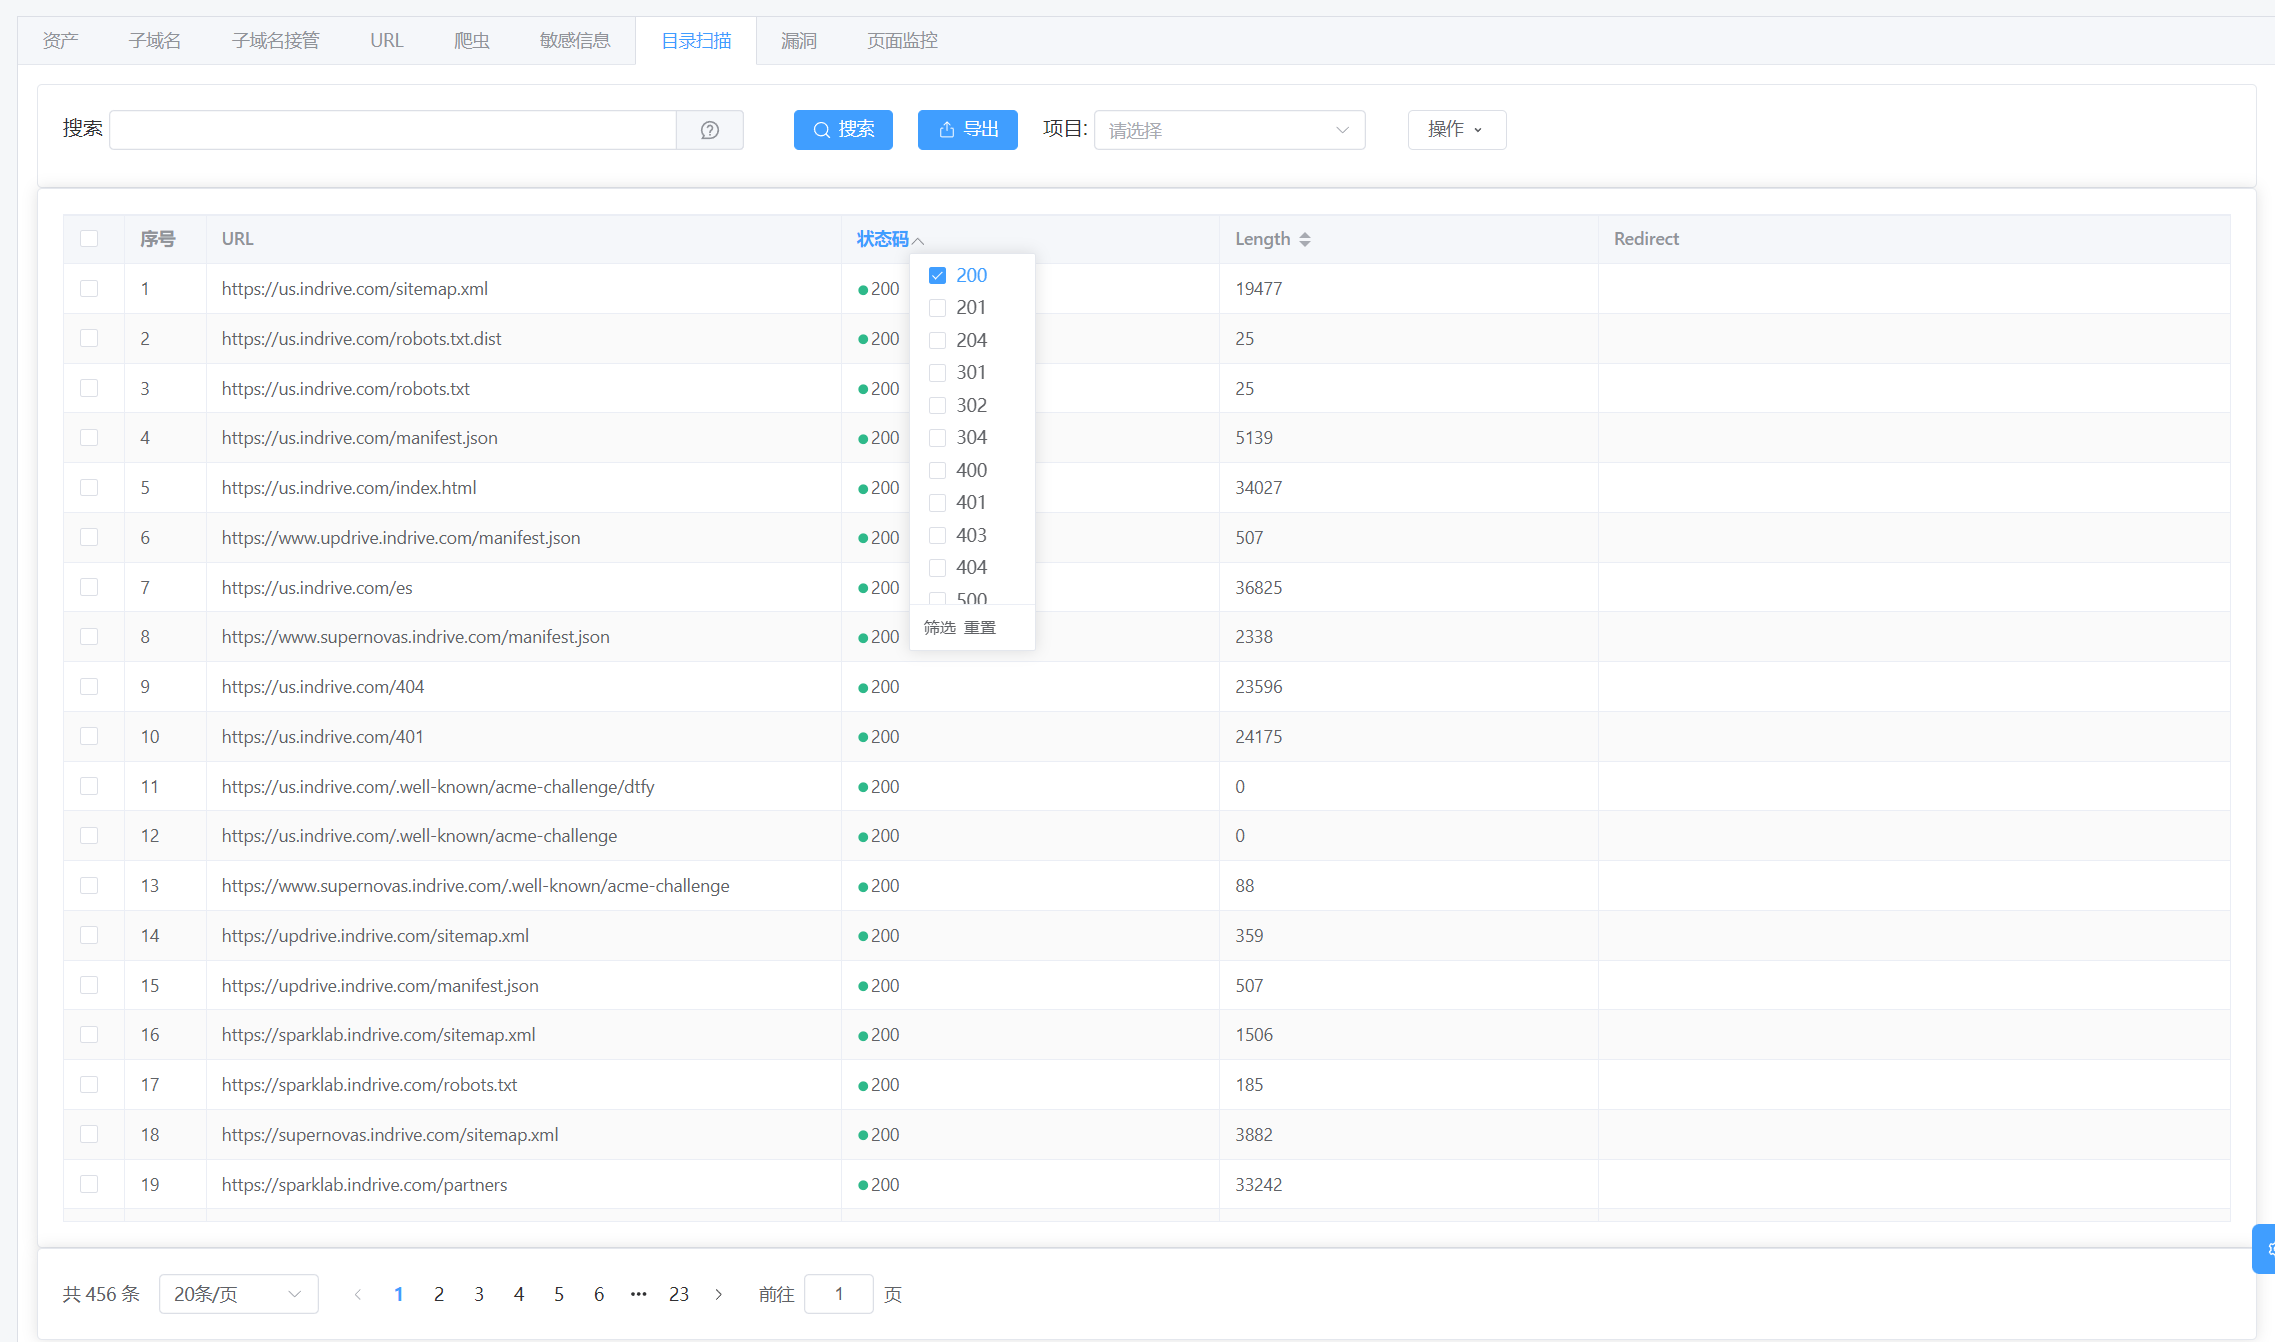 资产 子域名 子域名接管 URL 爬虫 敏感信息 目录扫描 漏洞 页面监控
搜索 搜索 导出 项目: 请选择 操作
序号 URL 状态码 Length Redirect
1 https://us.indrive.com/sitemap.xml 200 19477
2 https://us.indrive.com/robots.txt.dist 200 25
3 https://us.indrive.com/robots.txt 200 25
4 https://us.indrive.com/manifest.json 200 5139
5 https://us.indrive.com/index.html 200 34027
6 https://www.updrive.indrive.com/manifest.json 200 507
7 https://us.indrive.com/es 200 36825
8 https://www.supernovas.indrive.com/manifest.json 200 2338
9 https://us.indrive.com/404 200 23596
10 https://us.indrive.com/401 200 24175
11 https://us.indrive.com/.well-known/acme-challenge/dtfy 200 0
12 https://us.indrive.com/.well-known/acme-challenge 200 0
13 https://www.supernovas.indrive.com/.well-known/acme-challenge 200 88
14 https://updrive.indrive.com/sitemap.xml 200 359
15 https://updrive.indrive.com/manifest.json 200 507
16 https://sparklab.indrive.com/sitemap.xml 200 1506
17 https://sparklab.indrive.com/robots.txt 200 185
18 https://supernovas.indrive.com/sitemap.xml 200 3882
19 https://sparklab.indrive.com/partners 200 33242
200
201
204
301
302
304
400
401
403
404
500
筛选 重置
共 456 条 20条/页 1 2 3 4 5 6 ••• 23 前往 1 页